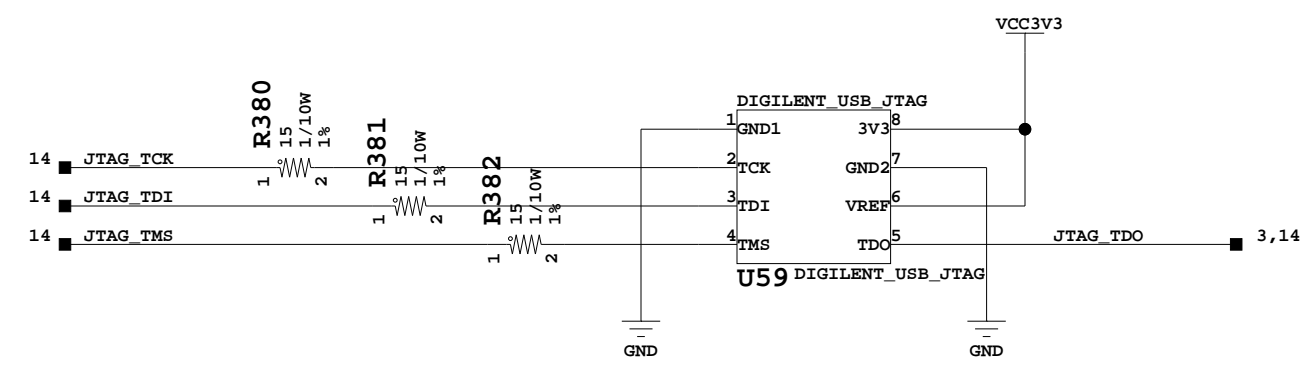 VCC3V3
DIGILENT_USB_JTAG
R380
15
1/10W
1%
R381
15
1/10W
1%
R382
15
1/10W
1%
1 GND1 3V3 8
14 JTAG_TCK 1 2 2 TCK GND2 7
14 JTAG_TDI 1 2 3 TDI VREF 6
14 JTAG_TMS 1 2 4 TMS TDO 5 JTAG_TDO 3,14
U59 DIGILENT_USB_JTAG
GND GND